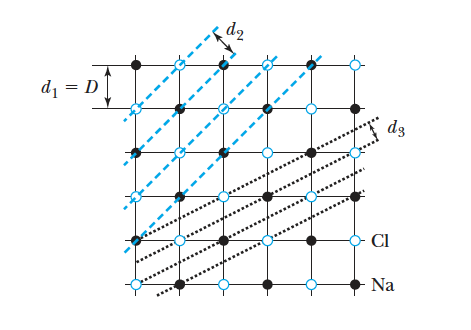 d₂
d₁ = D
d₃
Cl
Na